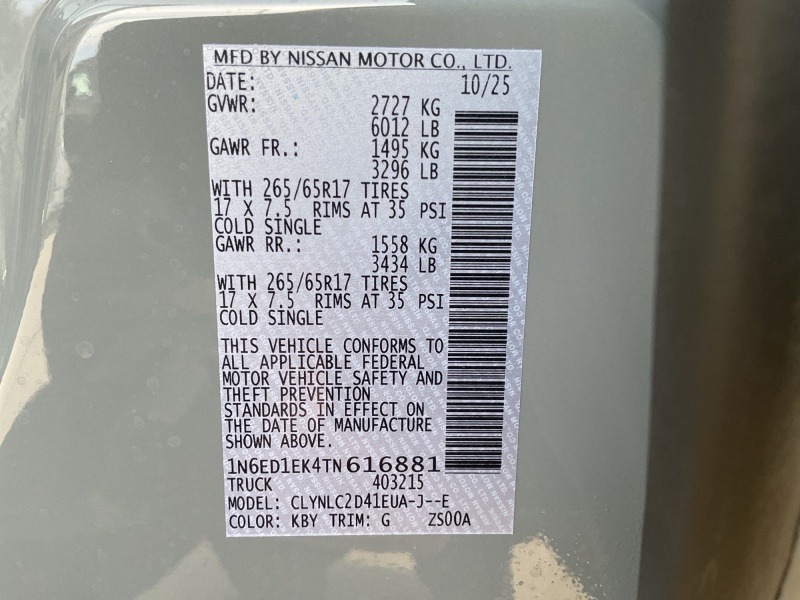 MFD BY NISSAN MOTOR CO., LTD.
DATE: 10/25
GVWR: 2727 KG
6012 LB
GAWR FR.: 1495 KG
3296 LB
WITH 265/65R17 TIRES
17 X 7.5 RIMS AT 35 PSI
COLD SINGLE
GAWR RR.: 1558 KG
3434 LB
WITH 265/65R17 TIRES
17 X 7.5 RIMS AT 35 PSI
COLD SINGLE
THIS VEHICLE CONFORMS TO
ALL APPLICABLE FEDERAL
MOTOR VEHICLE SAFETY AND
THEFT PREVENTION
STANDARDS IN EFFECT ON
THE DATE OF MANUFACTURE
SHOWN ABOVE.
1N6ED1EK4TN616881
TRUCK 403215
MODEL: CLYNLC2D41EUA-J--E
COLOR: KBY TRIM: G ZS00A